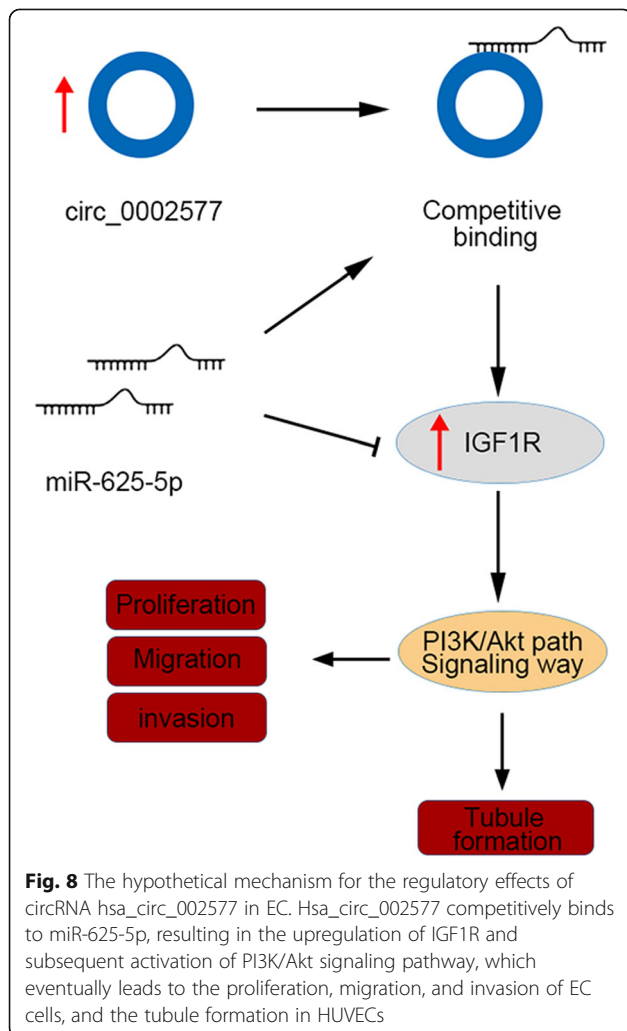 circ_0002577
Competitive
binding
miR-625-5p
IGF1R
Proliferation
Migration
invasion
PI3K/Akt path
Signaling way
Tubule
formation
Fig. 8 The hypothetical mechanism for the regulatory effects of
circRNA hsa_circ_002577 in EC. Hsa_circ_002577 competitively binds
to miR-625-5p, resulting in the upregulation of IGF1R and
subsequent activation of PI3K/Akt signaling pathway, which
eventually leads to the proliferation, migration, and invasion of EC
cells, and the tubule formation in HUVECs